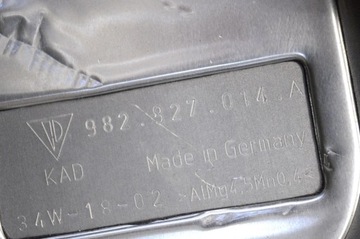 982.827.014.A
KAD Made in Germany
34W-18-02 >AlMg4,5Mn0,4<